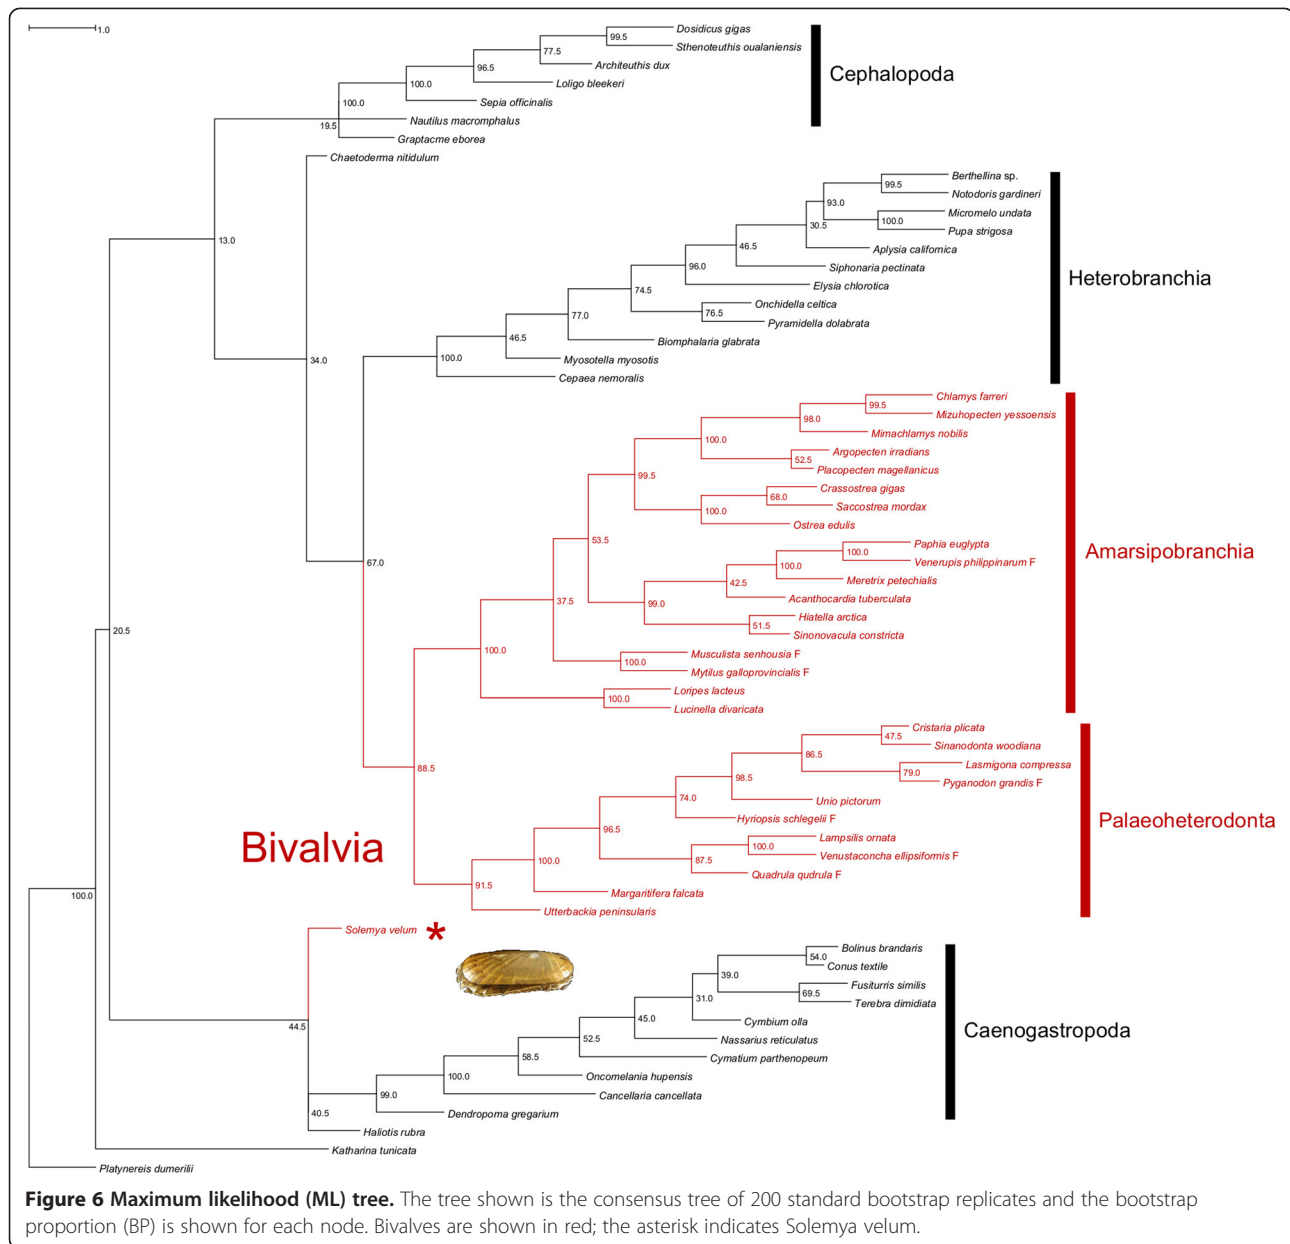 1.0
Dosidicus gigas
99.5
Sthenoteuthis oualaniensis
77.5
Architeuthis dux
96.5
Loligo bleekeri
100.0
Sepia officinalis
100.0
Nautilus macromphalus
19.5
Graptacme eborea
Cephalopoda
Chaetoderma nitidulum
Berthellina sp.
99.5
Notodoris gardineri
93.0
Micromelo undata
100.0
Pupa strigosa
30.5
Aplysia californica
46.5
Siphonaria pectinata
96.0
Elysia chlorotica
74.5
Onchidella celtica
76.5
Pyramidella dolabrata
77.0
Biomphalaria glabrata
46.5
Myosotella myosotis
100.0
Cepaea nemoralis
Heterobranchia
13.0
34.0
Chlamys farreri
99.5
Mizuhopecten yessoensis
98.0
Mimachlamys nobilis
100.0
Argopecten irradians
52.5
Placopecten magellanicus
99.5
Crassostrea gigas
68.0
Saccostrea mordax
100.0
Ostrea edulis
53.5
Paphia euglypta
100.0
Venerupis philippinarum F
100.0
Meretrix petechialis
42.5
Acanthocardia tuberculata
99.0
Hiatella arctica
51.5
Sinonovacula constricta
37.5
Musculista senhousia F
100.0
Mytilus galloprovincialis F
100.0
Loripes lacteus
100.0
Lucinella divaricata
Amarsipobranchia
67.0
20.5
88.5
Cristaria plicata
47.5
Sinanodonta woodiana
86.5
Lasmigona compressa
79.0
Pyganodon grandis F
98.5
Unio pictorum
74.0
Hyriopsis schlegelii F
96.5
Lampsilis ornata
100.0
Venustaconcha ellipsiformis F
87.5
Quadrula qudrula F
100.0
Margaritifera falcata
91.5
Utterbackia peninsularis
Palaeoheterodonta
Bivalvia
100.0
Solemya velum *
44.5
Bolinus brandaris
54.0
Conus textile
39.0
Fusiturris similis
69.5
Terebra dimidiata
31.0
Cymbium olla
45.0
Nassarius reticulatus
52.5
Cymatium parthenopeum
58.5
Oncomelania hupensis
100.0
Cancellaria cancellata
99.0
Dendropoma gregarium
40.5
Haliotis rubra
Caenogastropoda
Katharina tunicata
Platynereis dumerilii
Figure 6 Maximum likelihood (ML) tree. The tree shown is the consensus tree of 200 standard bootstrap replicates and the bootstrap
proportion (BP) is shown for each node. Bivalves are shown in red; the asterisk indicates Solemya velum.